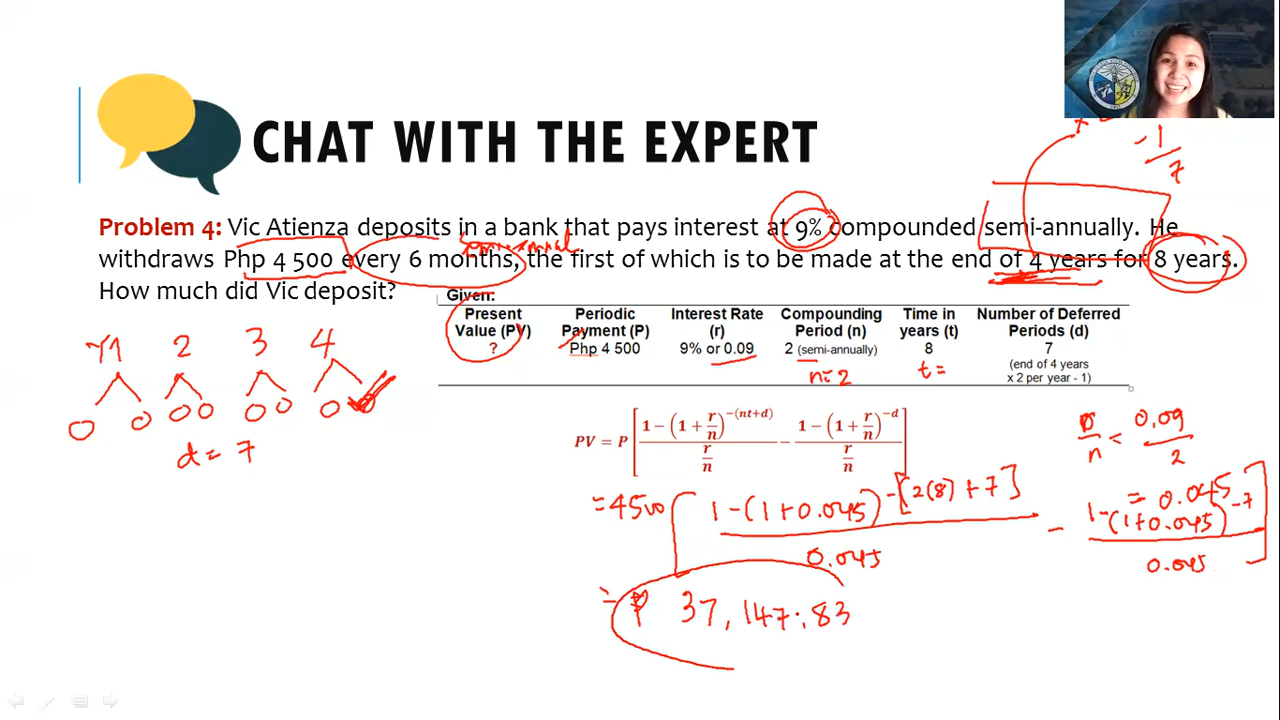 CHAT WITH THE EXPERT
- 1
7
Problem 4: Vic Atienza deposits in a bank that pays interest at 9% compounded semi-annually. He
semi-annual
withdraws Php 4 500 every 6 months, the first of which is to be made at the end of 4 years for 8 years.
How much did Vic deposit?
Given:
Present Value (PV) Periodic Payment (P) Interest Rate (r) Compounding Period (n) Time in years (t) Number of Deferred Periods (d)
? Php 4 500 9% or 0.09 2 (semi-annually) 8 7
(end of 4 years
x 2 per year - 1)
n=2 t=
Y1 2 3 4
d = 7
PV = P [ 1 − (1 + r/n)^−(nt+d) / r/n − 1 − (1 + r/n)^−d / r/n ]
r/n = 0.09/2
= 0.045
= 4500 [ 1-(1+0.045)^-[2(8)+7] / 0.045 - 1-(1+0.045)^-7 / 0.045 ]
= ₱ 37,147.83